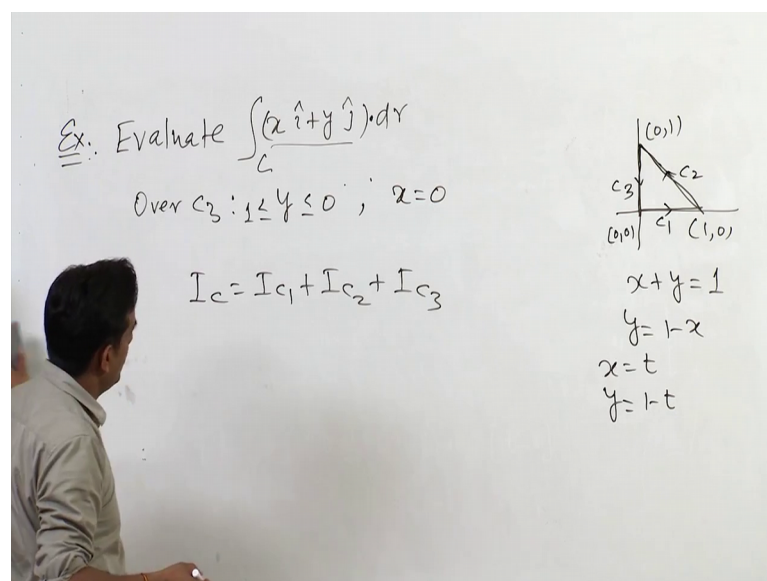 Ex:. Evaluate ∫_C (x î + y ĵ)·dr
Over C3 : 1 ≤ y ≤ 0 ; x = 0
I_C = I_C1 + I_C2 + I_C3
(0,1)
C3
C2
(0,0)
C1
(1,0)
x + y = 1
y = 1 - x
x = t
y = 1 - t